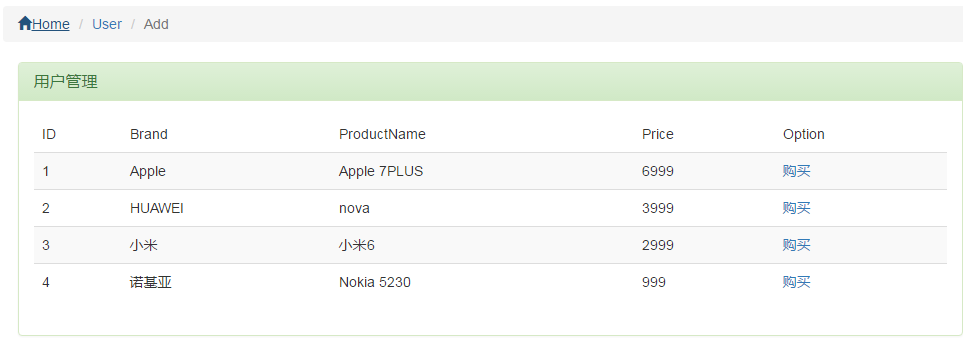 Home / User / Add
用户管理
ID Brand ProductName Price Option
1 Apple Apple 7PLUS 6999 购买
2 HUAWEI nova 3999 购买
3 小米 小米6 2999 购买
4 诺基亚 Nokia 5230 999 购买